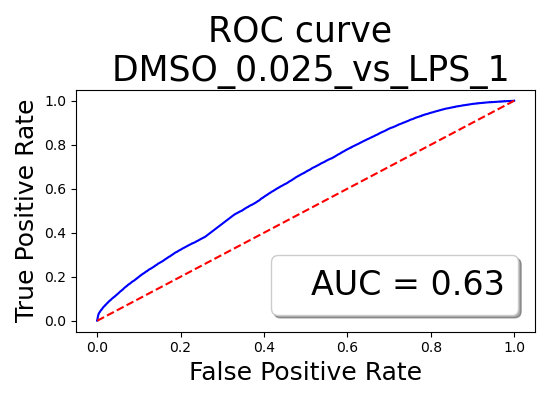 ROC curve
DMSO_0.025_vs_LPS_1
True Positive Rate
1.0
0.8
0.6
0.4
0.2
0.0
AUC = 0.63
0.0 0.2 0.4 0.6 0.8 1.0
False Positive Rate